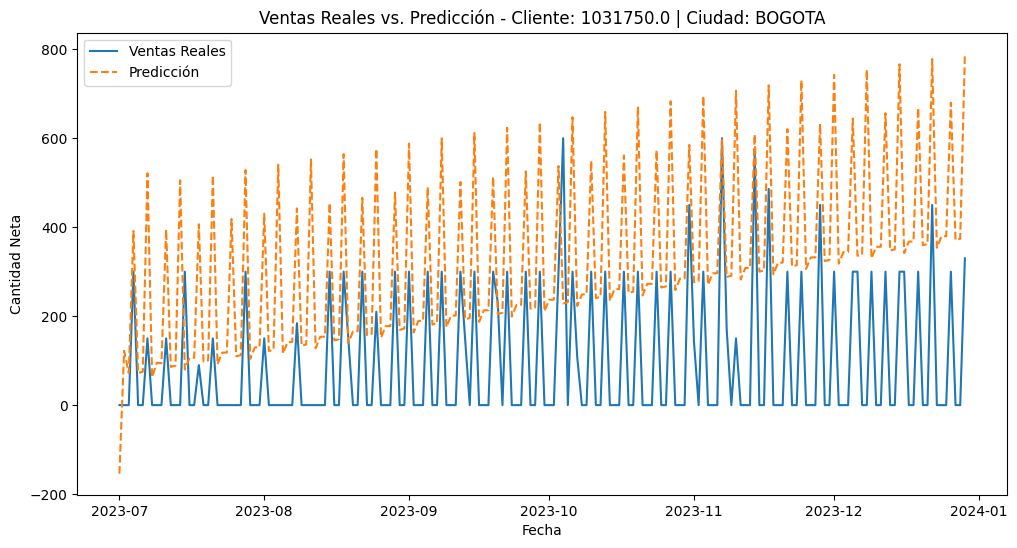 Ventas Reales vs. Predicción - Cliente: 1031750.0 | Ciudad: BOGOTA
Ventas Reales
Predicción
800
600
400
200
0
−200
Cantidad Neta
2023-07 2023-08 2023-09 2023-10 2023-11 2023-12 2024-01
Fecha